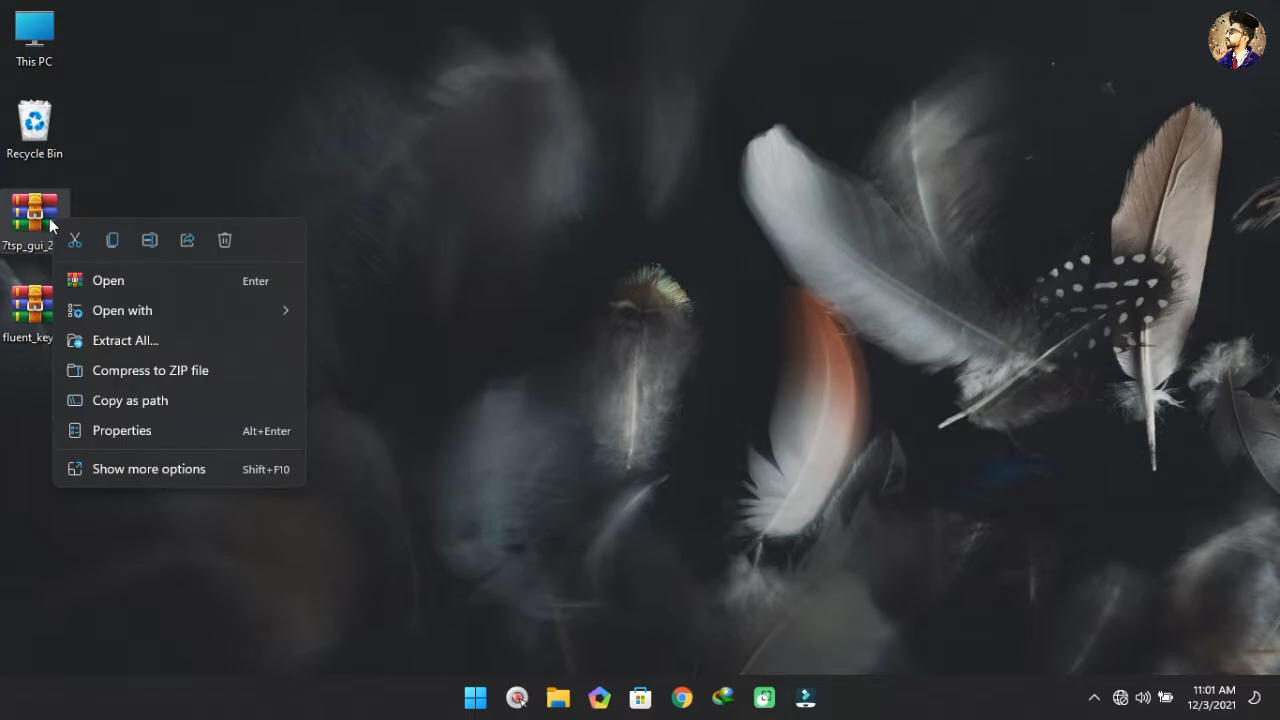 This PC
Recycle Bin
7tsp_gui_2
fluent_key
Open Enter
Open with
Extract All...
Compress to ZIP file
Copy as path
Properties Alt+Enter
Show more options Shift+F10
11:01 AM
12/3/2021